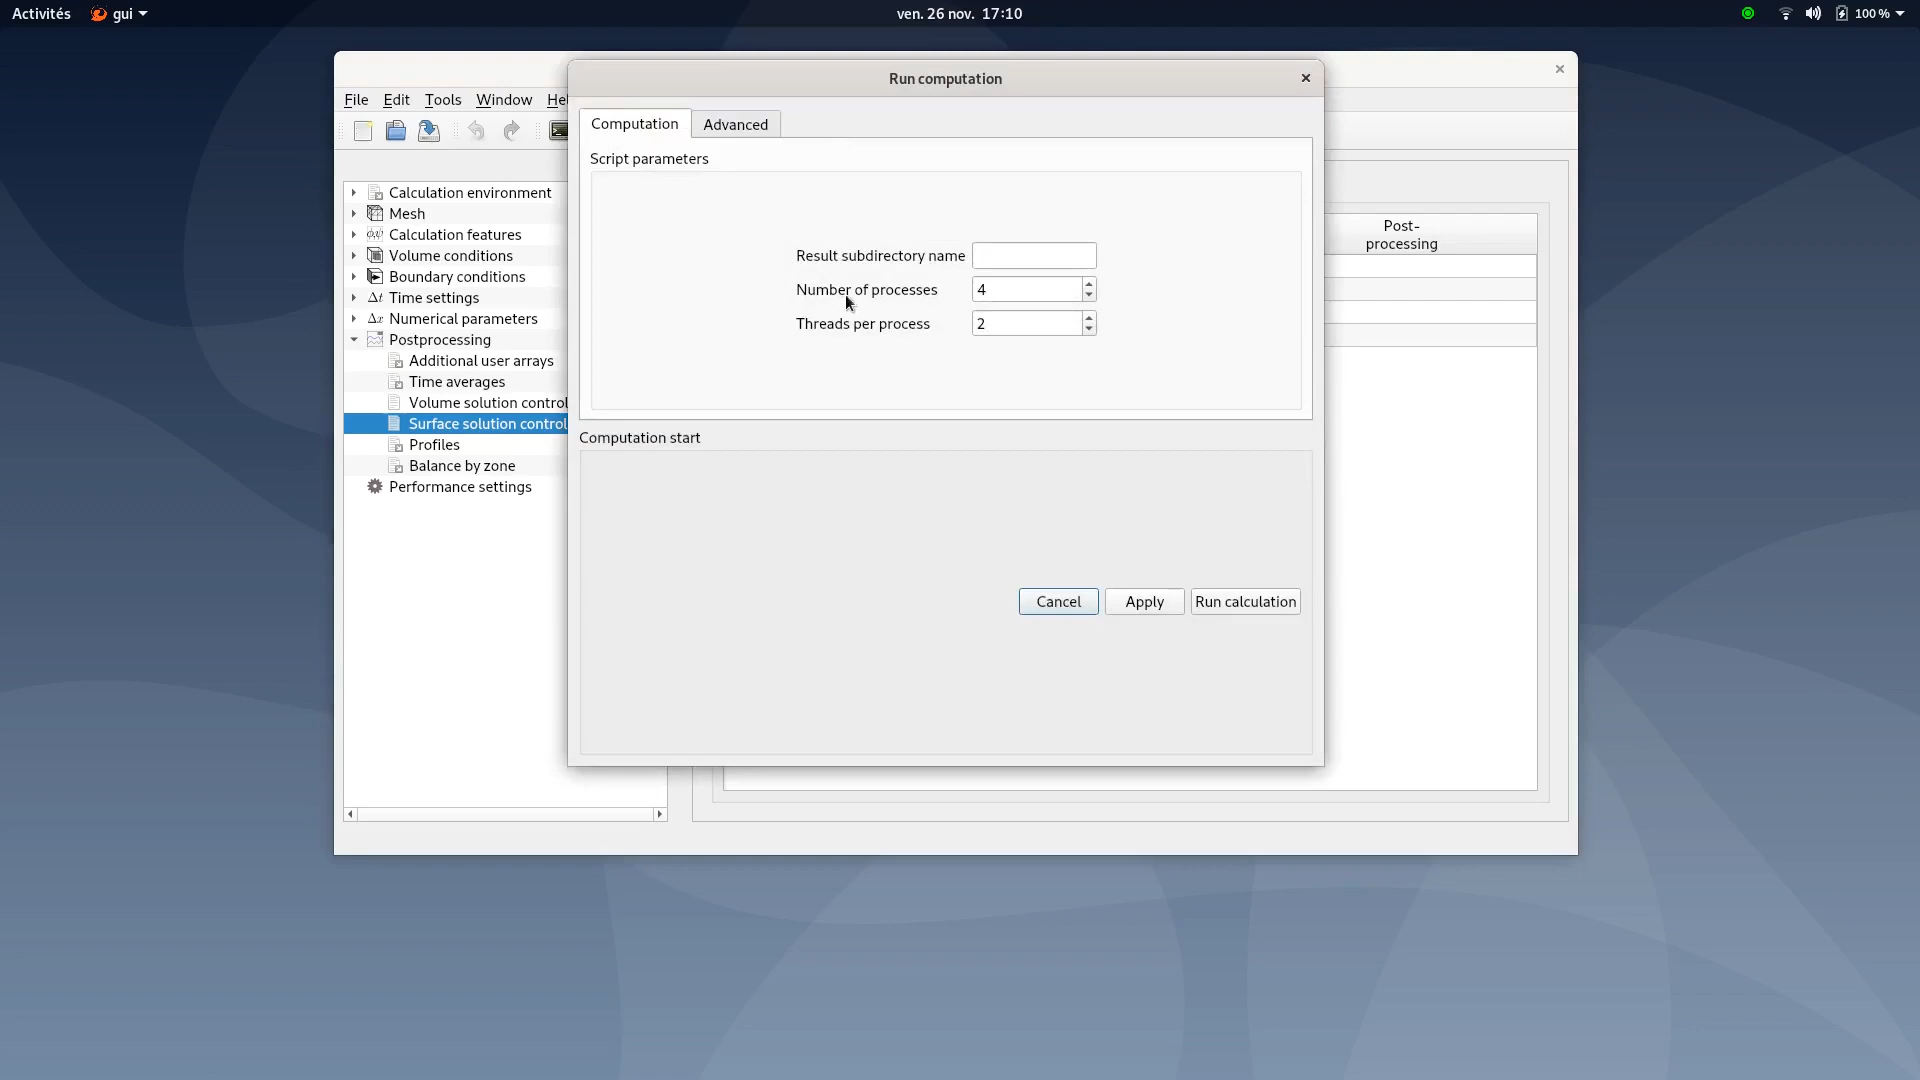 Activités gui ven. 26 nov. 17:10 100 %
Run computation
File Edit Tools Window
Computation Advanced
Script parameters
Result subdirectory name
Number of processes 4
Threads per process 2
Computation start
Cancel Apply Run calculation
Calculation environment
Mesh
φ,ψ Calculation features
Volume conditions
Boundary conditions
Δt Time settings
Δx Numerical parameters
Postprocessing
Additional user arrays
Time averages
Volume solution control
Surface solution control
Profiles
Balance by zone
Performance settings
Post-
processing